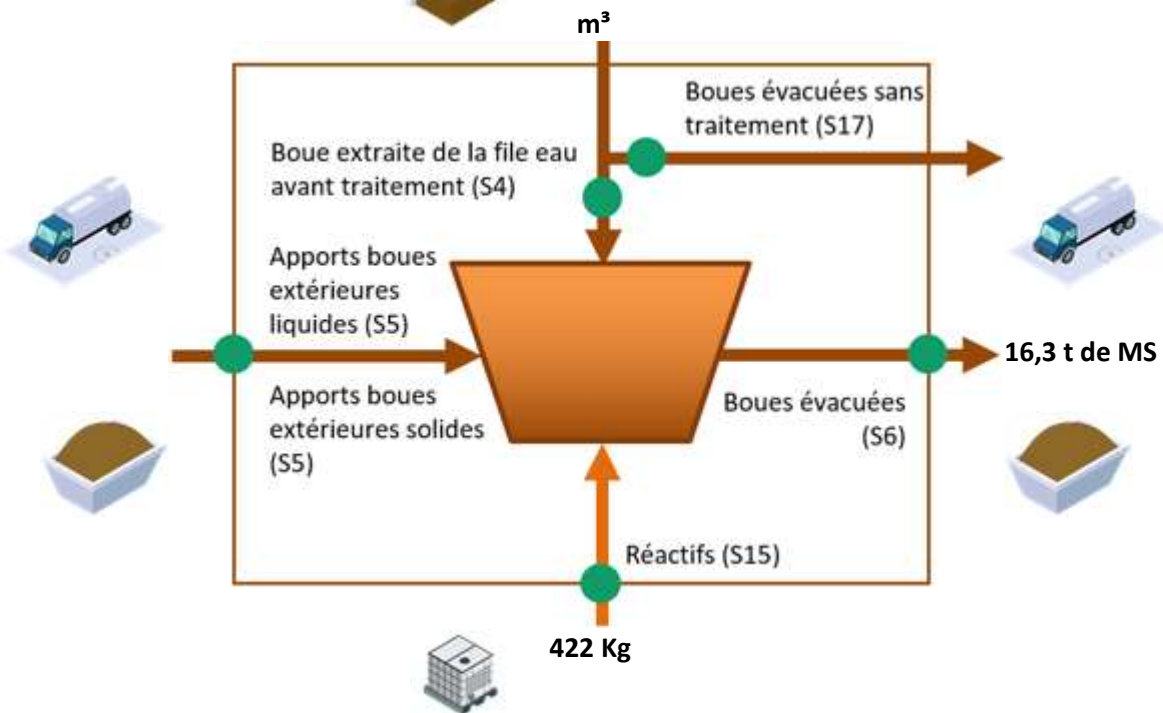 m³
Boues évacuées sans
traitement (S17)
Boue extraite de la file eau
avant traitement (S4)
Apports boues
extérieures
liquides (S5)
16,3 t de MS
Apports boues
extérieures solides
(S5)
Boues évacuées
(S6)
Réactifs (S15)
422 Kg